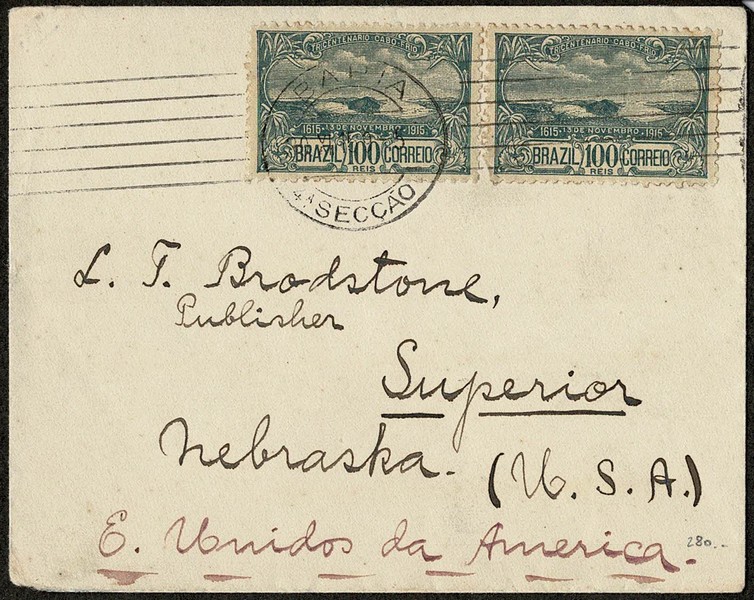 TRICENTENARIO CABO-FRIO
1615 - 13 DE NOVEMBRO - 1915
BRAZIL 100 CORREIO
REIS
TRICENTENARIO CABO-FRIO
1615 - 13 DE NOVEMBRO - 1915
BRAZIL 100 CORREIO
REIS
BAHIA
4ª SECÇÃO
L. T. Brodstone,
Publisher
Superior
Nebraska.
(U. S. A.)
E. Unidos da America.
280..